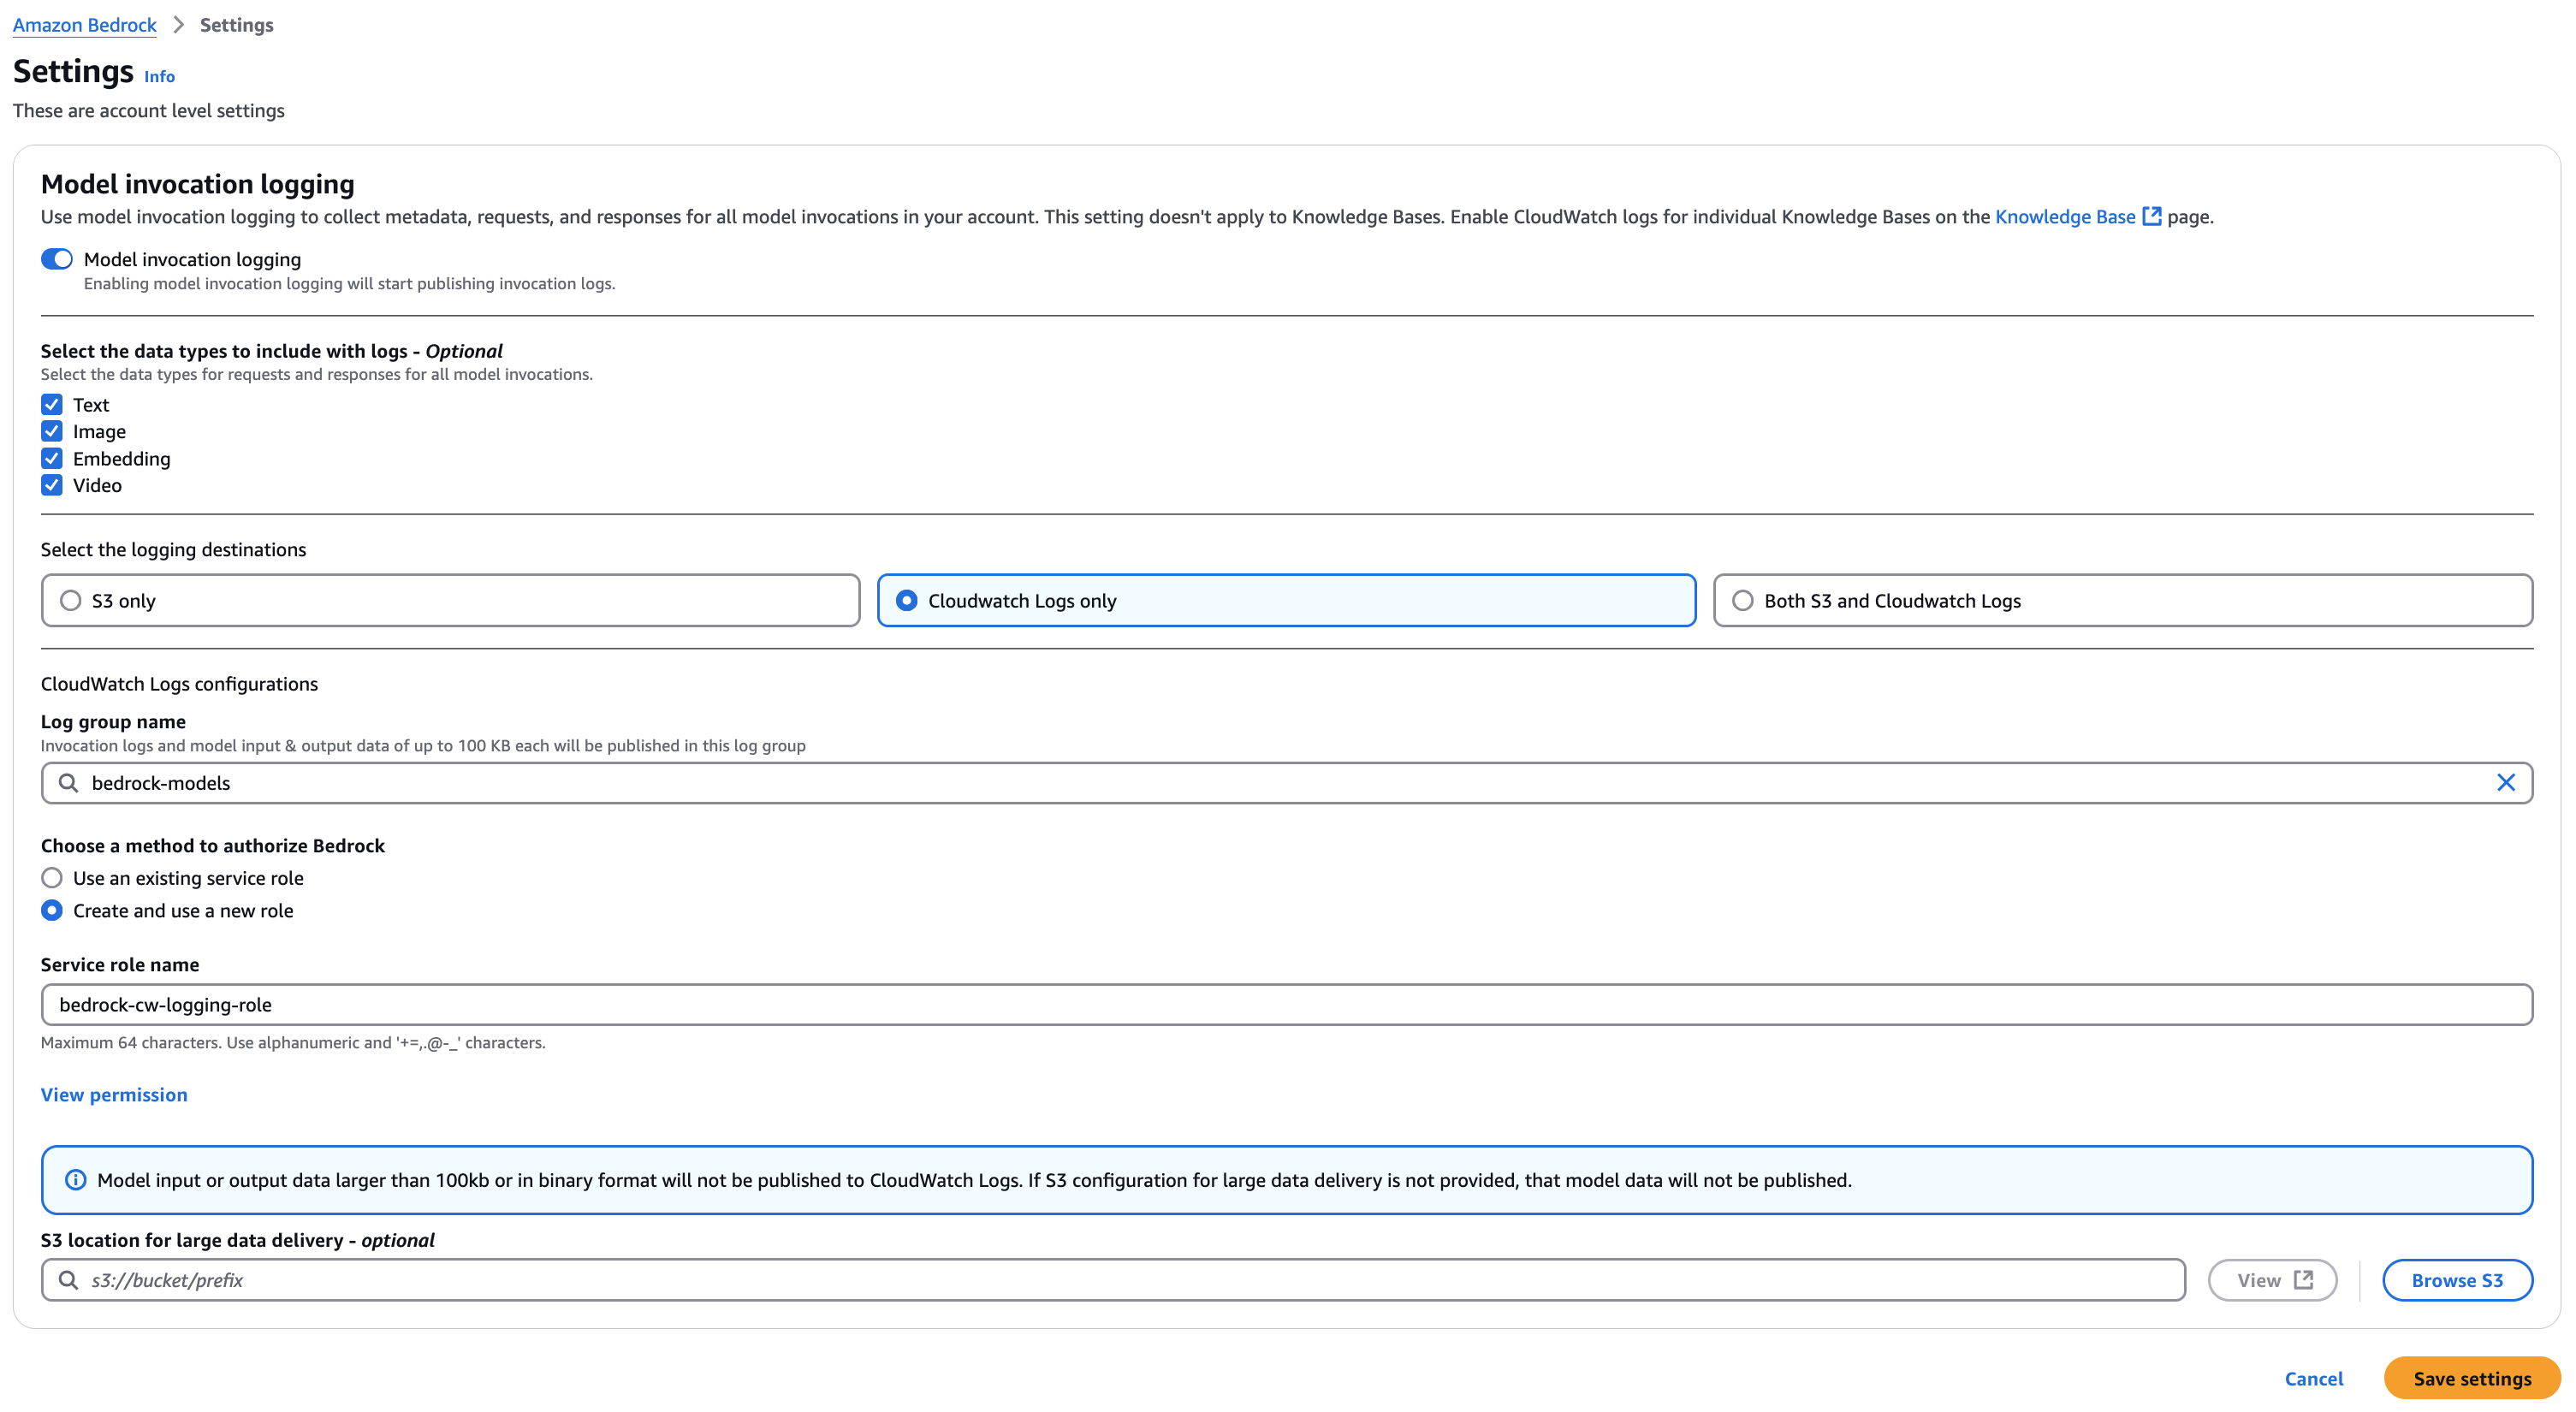 Amazon Bedrock > Settings
Settings Info
These are account level settings
Model invocation logging
Use model invocation logging to collect metadata, requests, and responses for all model invocations in your account. This setting doesn't apply to Knowledge Bases. Enable CloudWatch logs for individual Knowledge Bases on the Knowledge Base page.
Model invocation logging
Enabling model invocation logging will start publishing invocation logs.
Select the data types to include with logs - Optional
Select the data types for requests and responses for all model invocations.
Text
Image
Embedding
Video
Select the logging destinations
S3 only Cloudwatch Logs only Both S3 and Cloudwatch Logs
CloudWatch Logs configurations
Log group name
Invocation logs and model input & output data of up to 100 KB each will be published in this log group
bedrock-models
Choose a method to authorize Bedrock
Use an existing service role
Create and use a new role
Service role name
bedrock-cw-logging-role
Maximum 64 characters. Use alphanumeric and '+=,.@-_' characters.
View permission
Model input or output data larger than 100kb or in binary format will not be published to CloudWatch Logs. If S3 configuration for large data delivery is not provided, that model data will not be published.
S3 location for large data delivery - optional
s3://bucket/prefix View Browse S3
Cancel Save settings